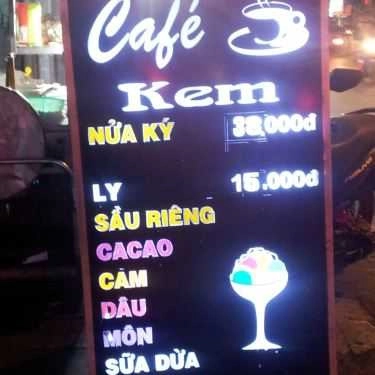 Café
Kem
NỬA KÝ 38,000đ
LY 15.000đ
SẦU RIÊNG
CACAO
CAM
DÂU
MÔN
SỮA DỪA